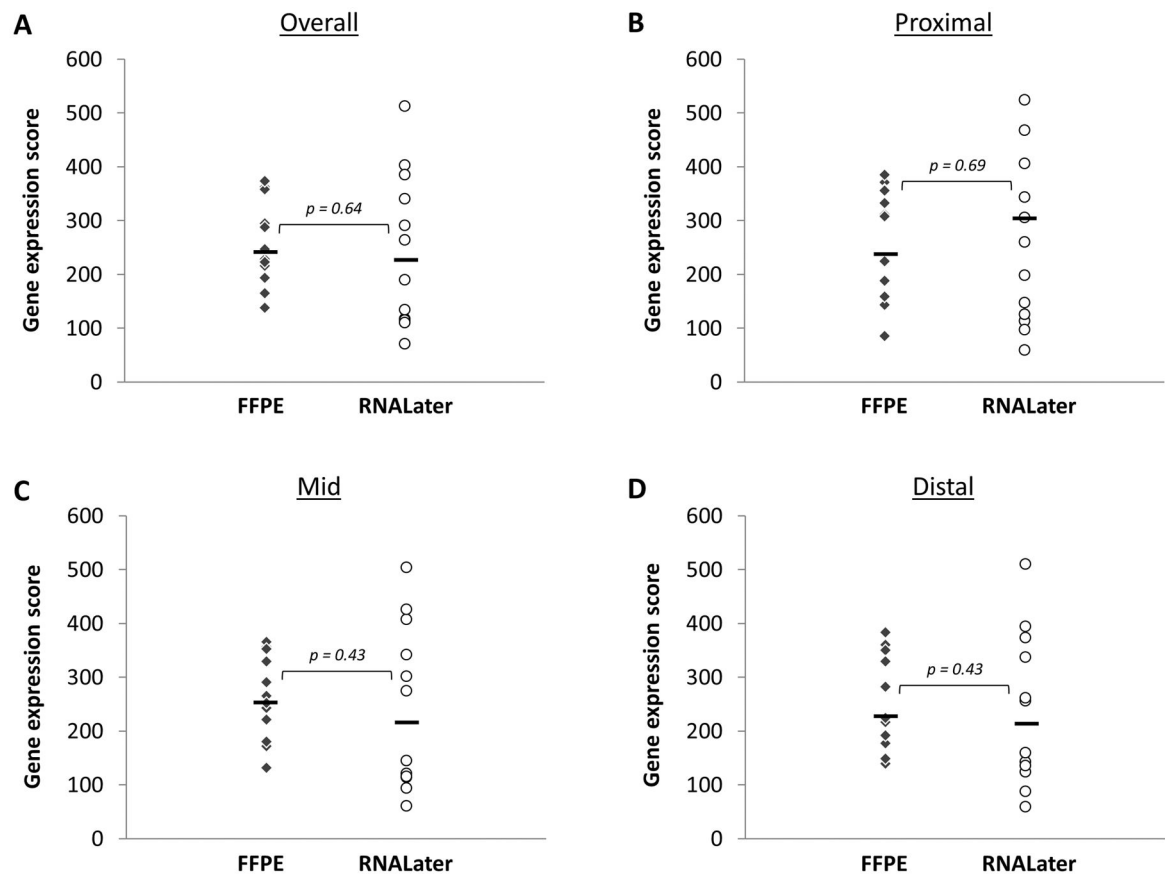 A
Overall
Gene expression score
600
500
400
300
200
100
0
p = 0.64
FFPE
RNALater
B
Proximal
Gene expression score
600
500
400
300
200
100
0
p = 0.69
FFPE
RNALater
C
Mid
Gene expression score
600
500
400
300
200
100
0
p = 0.43
FFPE
RNALater
D
Distal
Gene expression score
600
500
400
300
200
100
0
p = 0.43
FFPE
RNALater